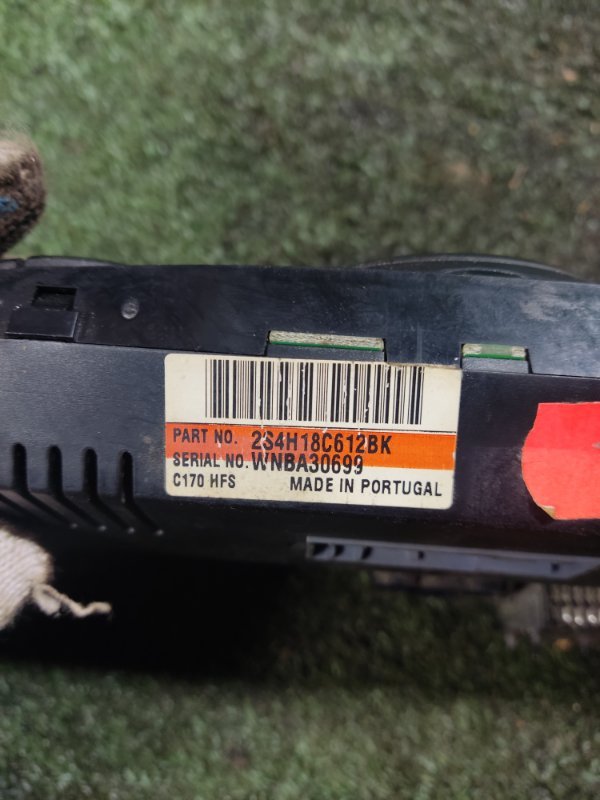 PART NO. 2S4H18C612BK
SERIAL NO. WNBA30699
C170 HFS MADE IN PORTUGAL